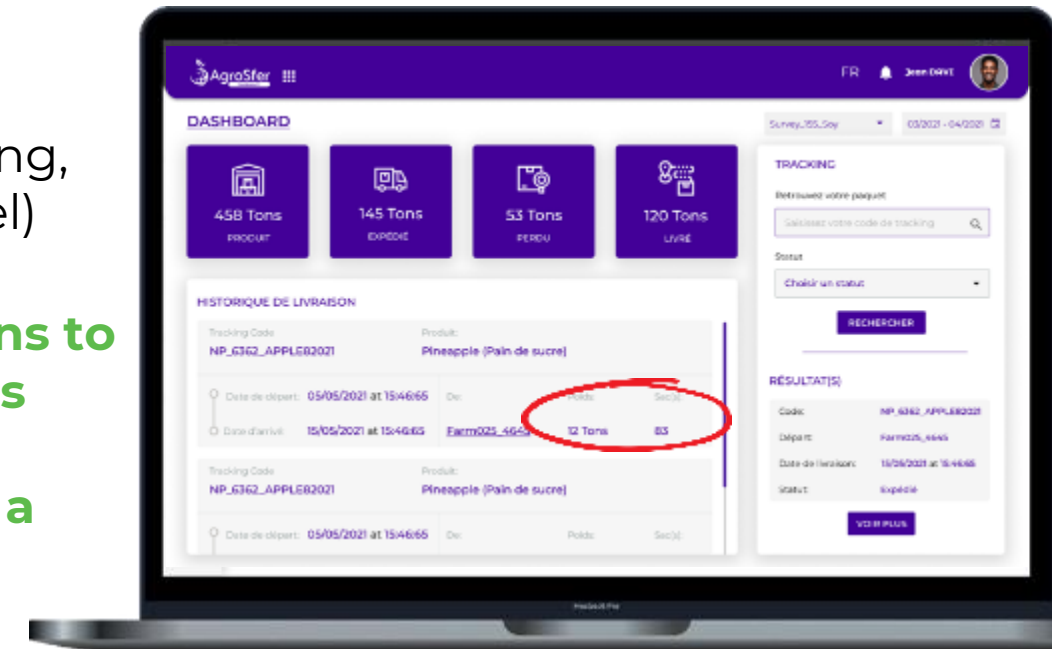 ng,
el)
ns to
s
a
AgroSfer
FR
Jean DAVE
DASHBOARD
Survey_155_Soy
03/2021 - 04/2021
458 Tons
PRODUIT
145 Tons
EXPÉDIÉ
53 Tons
PERDU
120 Tons
LIVRÉ
HISTORIQUE DE LIVRAISON
Tracking Code
Produit:
NP_6362_APPLE82021
Pineapple (Pain de sucre)
Date de départ: 05/05/2021 at 15:46:65
De:
Poids:
Sac(s):
Date d'arrivé: 15/05/2021 at 15:46:65
Farm025_4645
12 Tons
83
Tracking Code
Produit:
NP_6362_APPLE82021
Pineapple (Pain de sucre)
Date de départ: 05/05/2021 at 15:46:65
De:
Poids:
Sac(s):
TRACKING
Retrouvez votre paquet
Saisissez votre code de tracking
Statut
Choisir un statut
RECHERCHER
RÉSULTAT(S)
Code: NP_6362_APPLE82021
Départ: Farm025_4645
Date de livraison: 15/05/2021 at 15:46:65
Statut: Expédié
VOIR PLUS
MacBook Pro